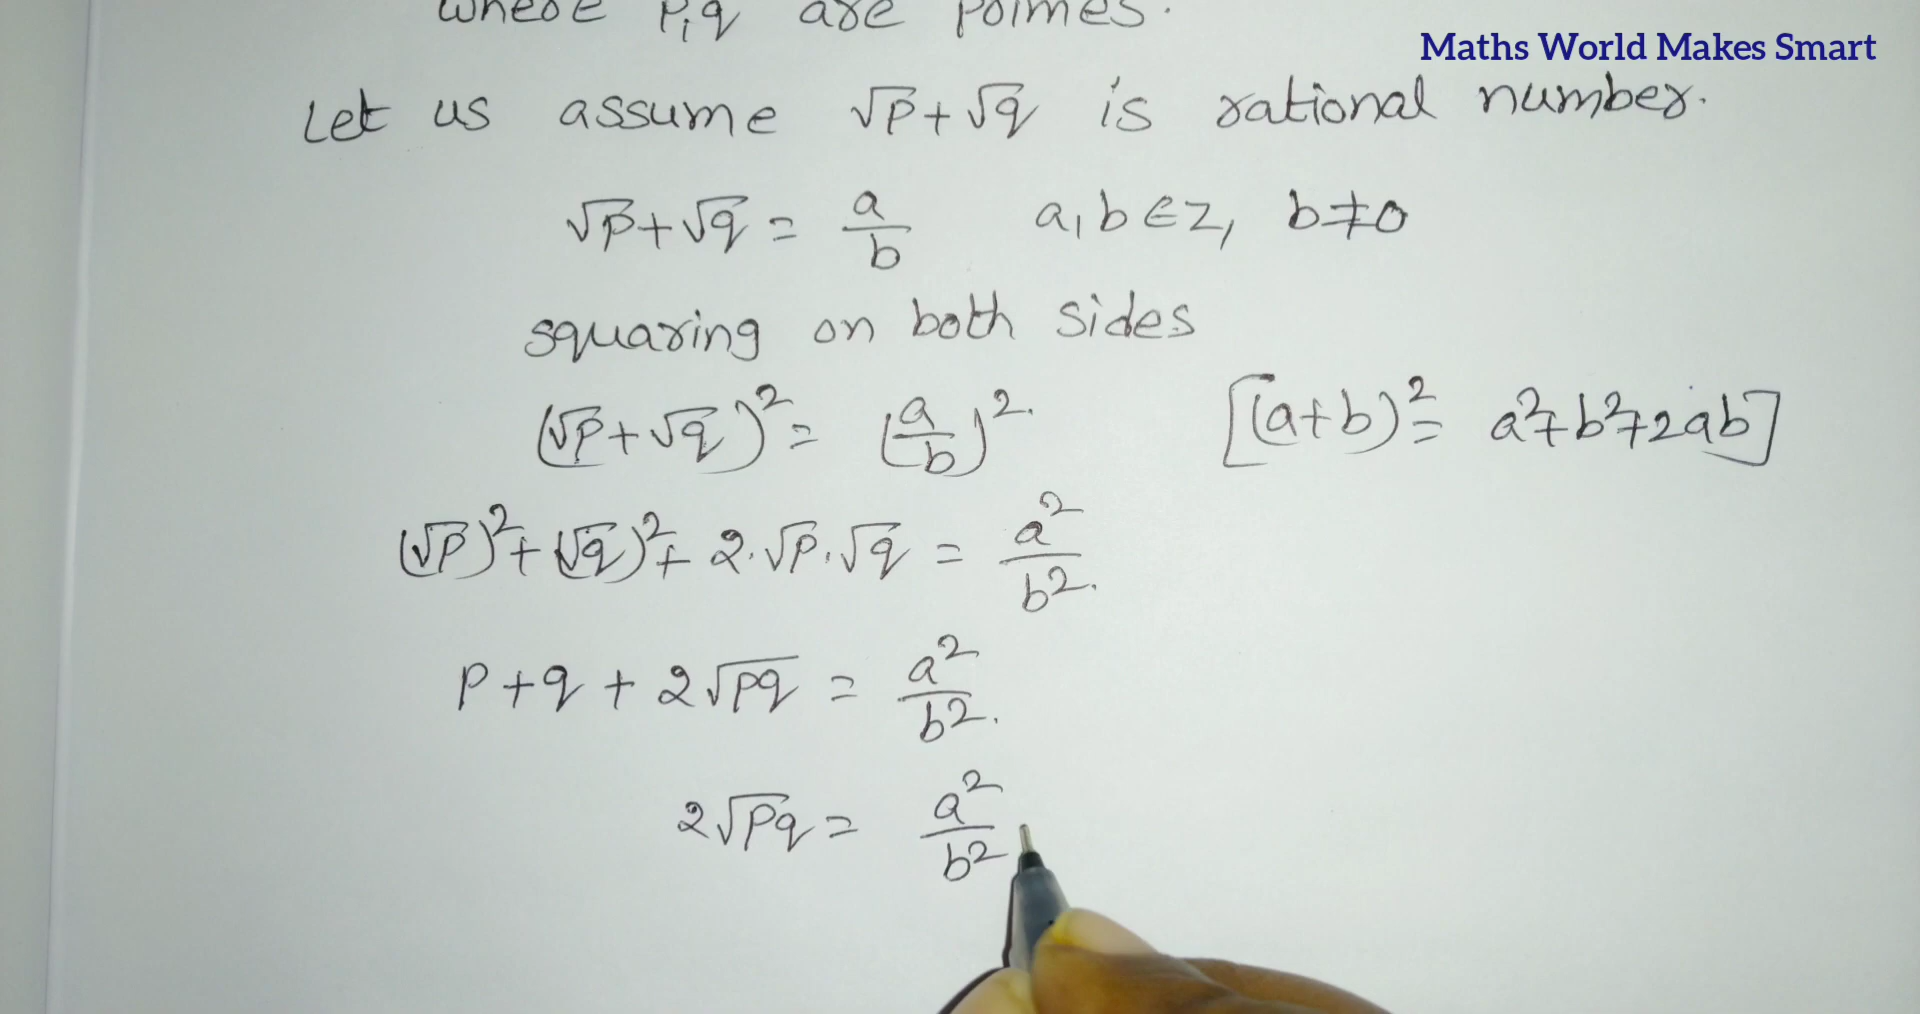 where p,q are primes.
Maths World Makes Smart
Let us assume √p+√q is rational number.
√p+√q = a/b a,b∈z, b≠0
squaring on both sides
(√p+√q)² = (a/b)². [(a+b)² = a²+b²+2ab]
(√p)²+(√q)²+2.√p.√q = a²/b².
p+q+2√pq = a²/b².
2√pq = a²/b²